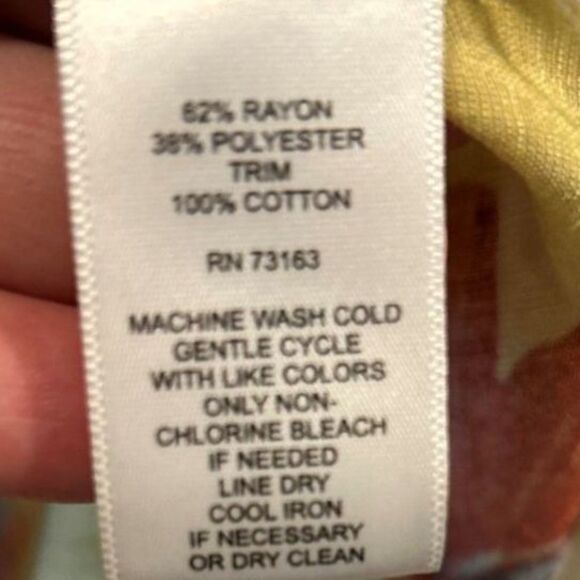 62% RAYON
38% POLYESTER
TRIM
100% COTTON
RN 73163
MACHINE WASH COLD
GENTLE CYCLE
WITH LIKE COLORS
ONLY NON-
CHLORINE BLEACH
IF NEEDED
LINE DRY
COOL IRON
IF NECESSARY
OR DRY CLEAN